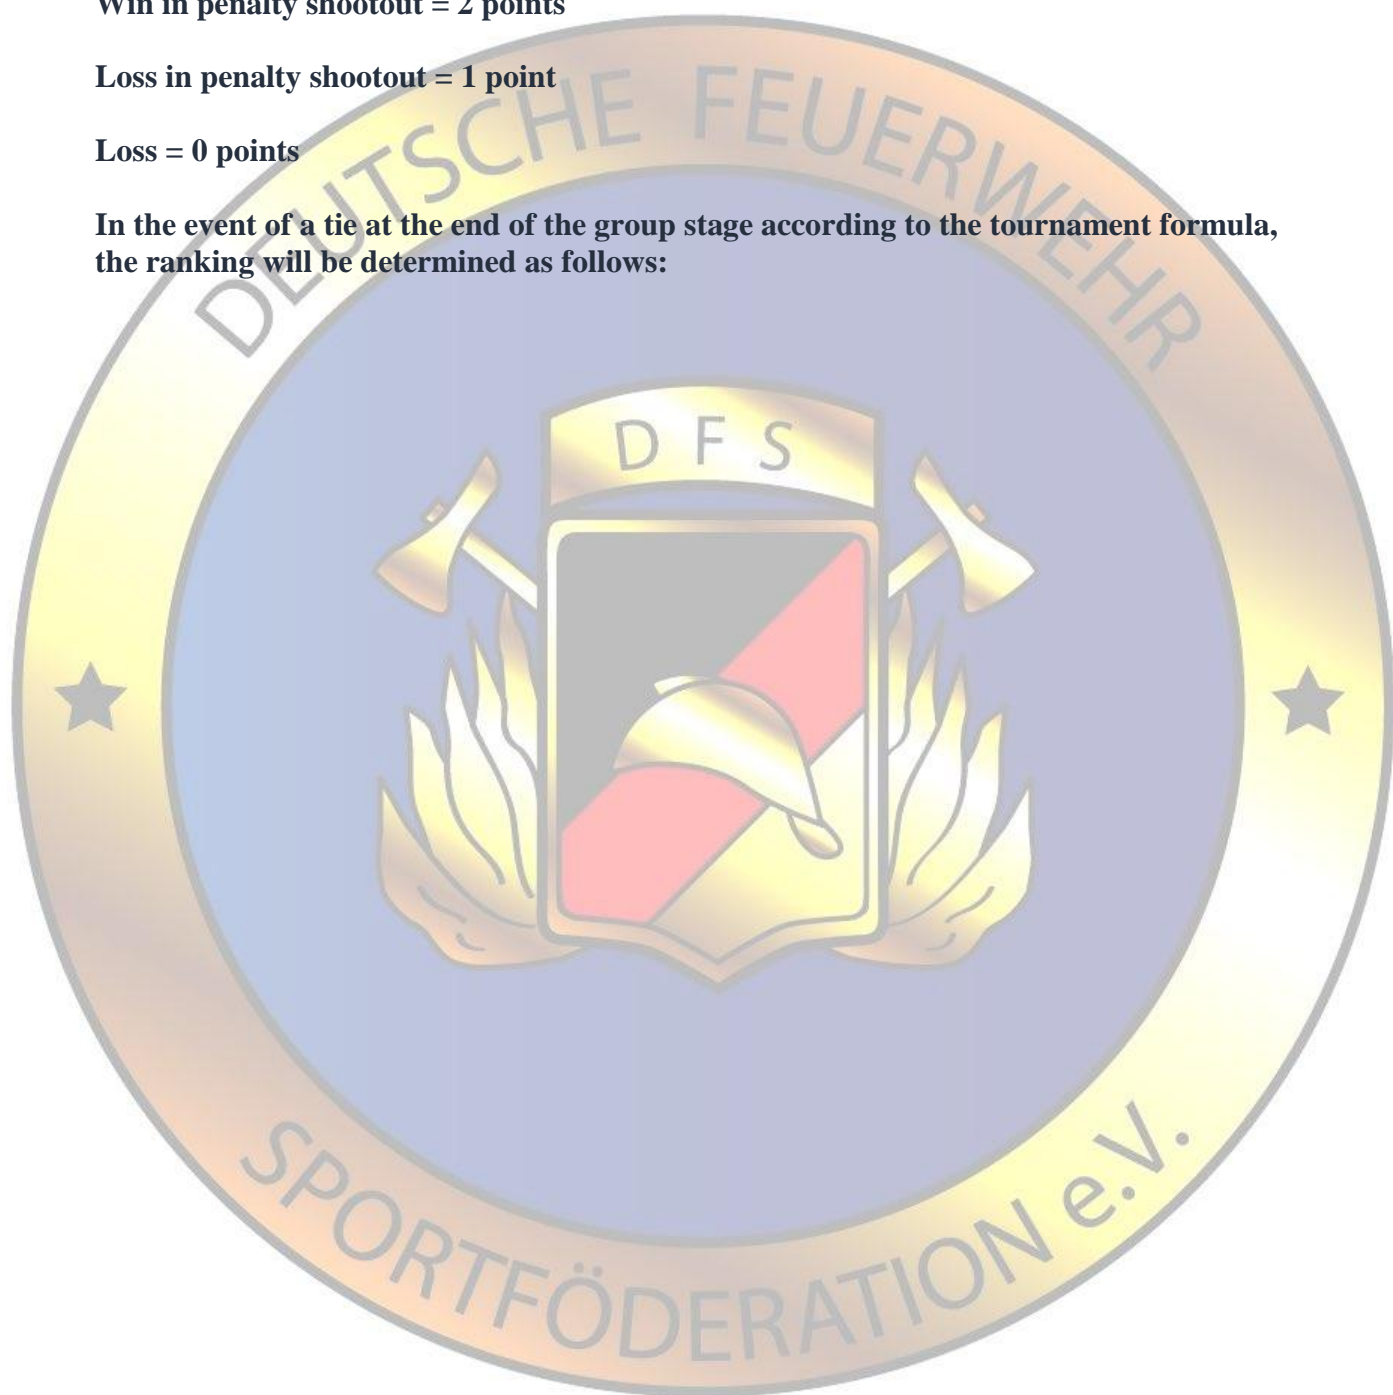 Win in penalty shootout = 2 points
Loss in penalty shootout = 1 point
Loss = 0 points
In the event of a tie at the end of the group stage according to the tournament formula,
the ranking will be determined as follows:
DEUTSCHE FEUERWEHR
D F S
SPORTFÖDERATION e.V.